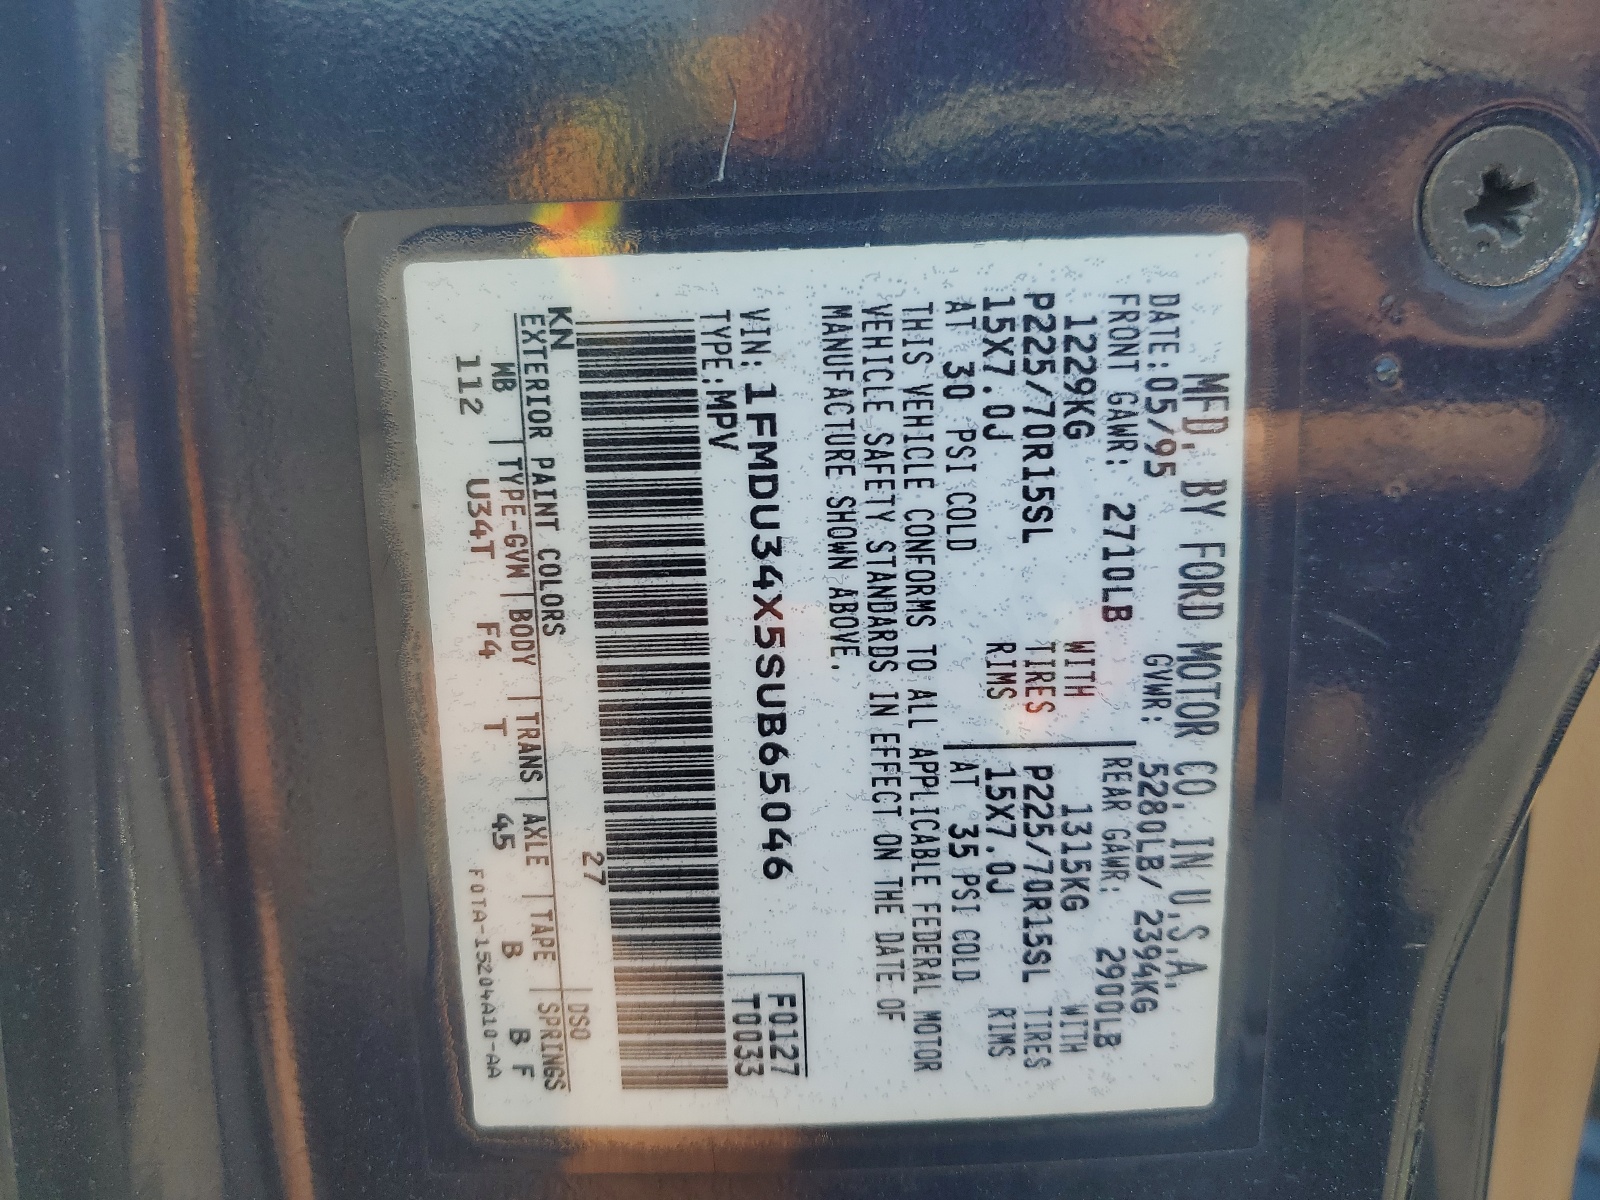 MFD. BY FORD MOTOR CO. IN U.S.A.
DATE:05/95 GVWR: 5280LB/ 2394KG
FRONT GAWR: 2710LB REAR GAWR: 2900LB
1229KG WITH 1315KG WITH
P225/70R15SL TIRES P225/70R15SL TIRES
15X7.0J RIMS 15X7.0J RIMS
AT 30 PSI COLD AT 35 PSI COLD
THIS VEHICLE CONFORMS TO ALL APPLICABLE FEDERAL MOTOR
VEHICLE SAFETY STANDARDS IN EFFECT ON THE DATE OF
MANUFACTURE SHOWN ABOVE.
VIN: 1FMDU34X5SUB65046 F0127
TYPE:MPV T0033
KN 27
EXTERIOR PAINT COLORS DSO
WB TYPE-GVM BODY TRANS AXLE TAPE SPRINGS
112 U34T F4 T 45 B B F
F0TA-15204A10-AA